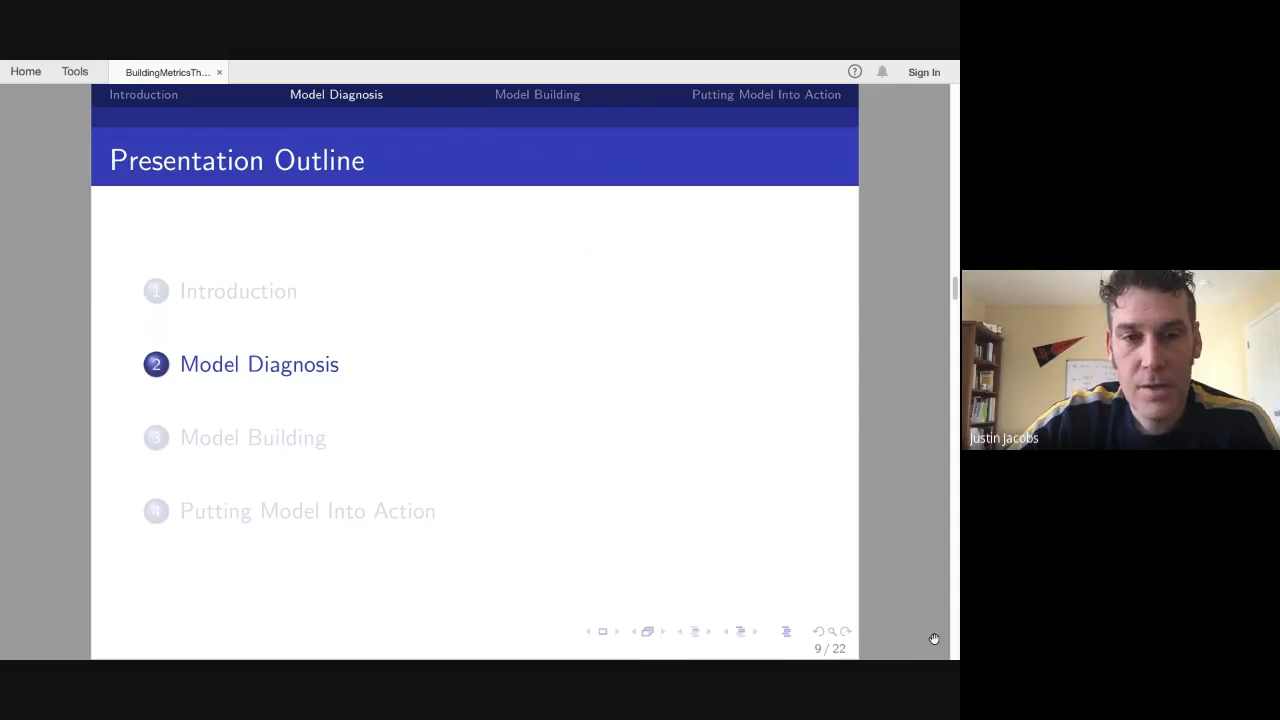 Home Tools BuildingMetricsTh... × ? Sign In
Introduction Model Diagnosis Model Building Putting Model Into Action
Presentation Outline
1 Introduction
2 Model Diagnosis
3 Model Building
4 Putting Model Into Action
9 / 22
Justin Jacobs